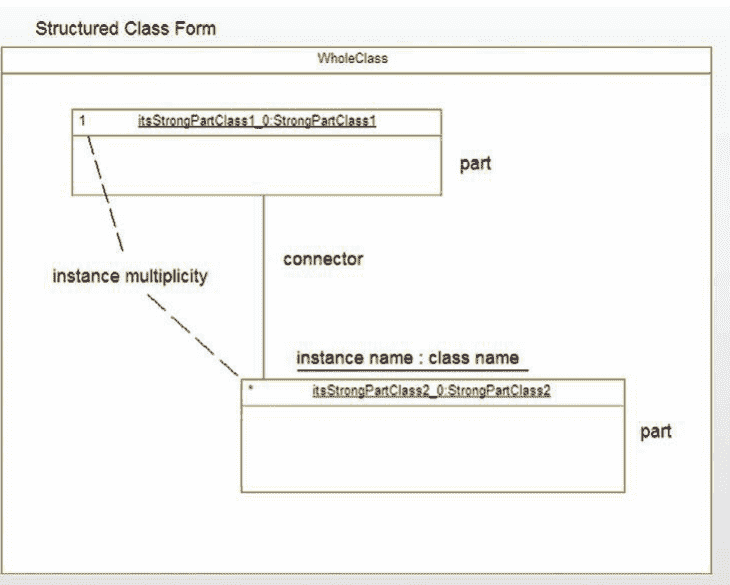 Structured Class Form
WholeClass
1 itsStrongPartClass1_0:StrongPartClass1
part
connector
instance multiplicity
instance name : class name
* itsStrongPartClass2_0:StrongPartClass2
part